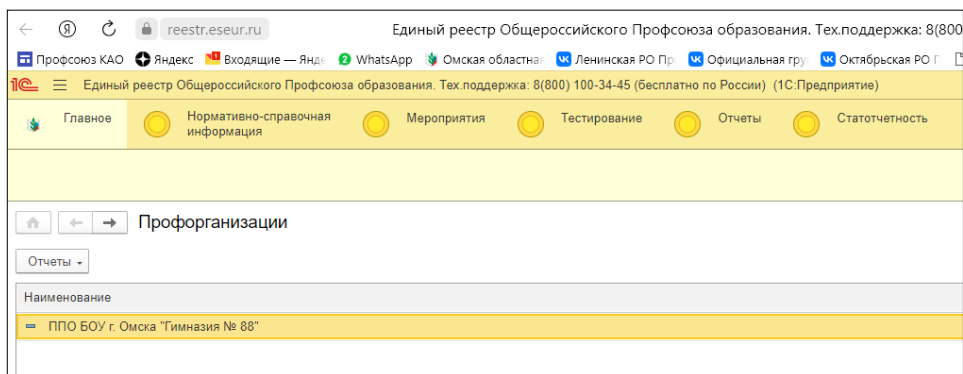 reestr.eseur.ru
Единый реестр Общероссийского Профсоюза образования. Тех.поддержка: 8(800
Профсоюз КАО Яндекс Входящие — Янде WhatsApp Омская областная Ленинская РО Пр Официальная гру Октябрьская РО П
1С Единый реестр Общероссийского Профсоюза образования. Тех.поддержка: 8(800) 100-34-45 (бесплатно по России) (1С:Предприятие)
Главное Нормативно-справочная Мероприятия Тестирование Отчеты Статотчетность
информация
Профорганизации
Отчеты
Наименование
ППО БОУ г. Омска "Гимназия № 88"